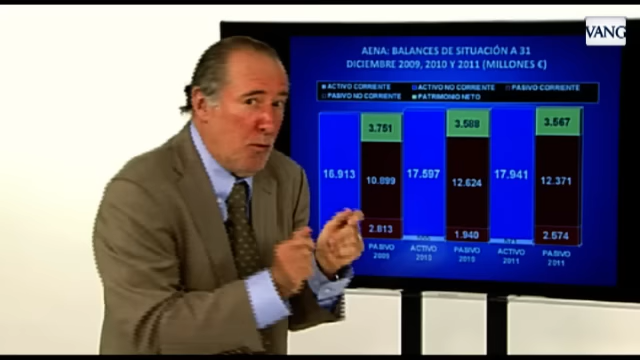 VANG
AENA: BALANCES DE SITUACIÓN A 31
DICIEMBRE 2009, 2010 Y 2011 (MILLONES €)
ACTIVO CORRIENTE ACTIVO NO CORRIENTE PASIVO CORRIENTE
PASIVO NO CORRIENTE PATRIMONIO NETO
3.751 3.588 3.567
16.913 10.899 17.597 12.624 17.941 12.371
2.813 1.940 2.574
PASIVO ACTIVO PASIVO ACTIVO PASIVO
2009 2010 2010 2011 2011